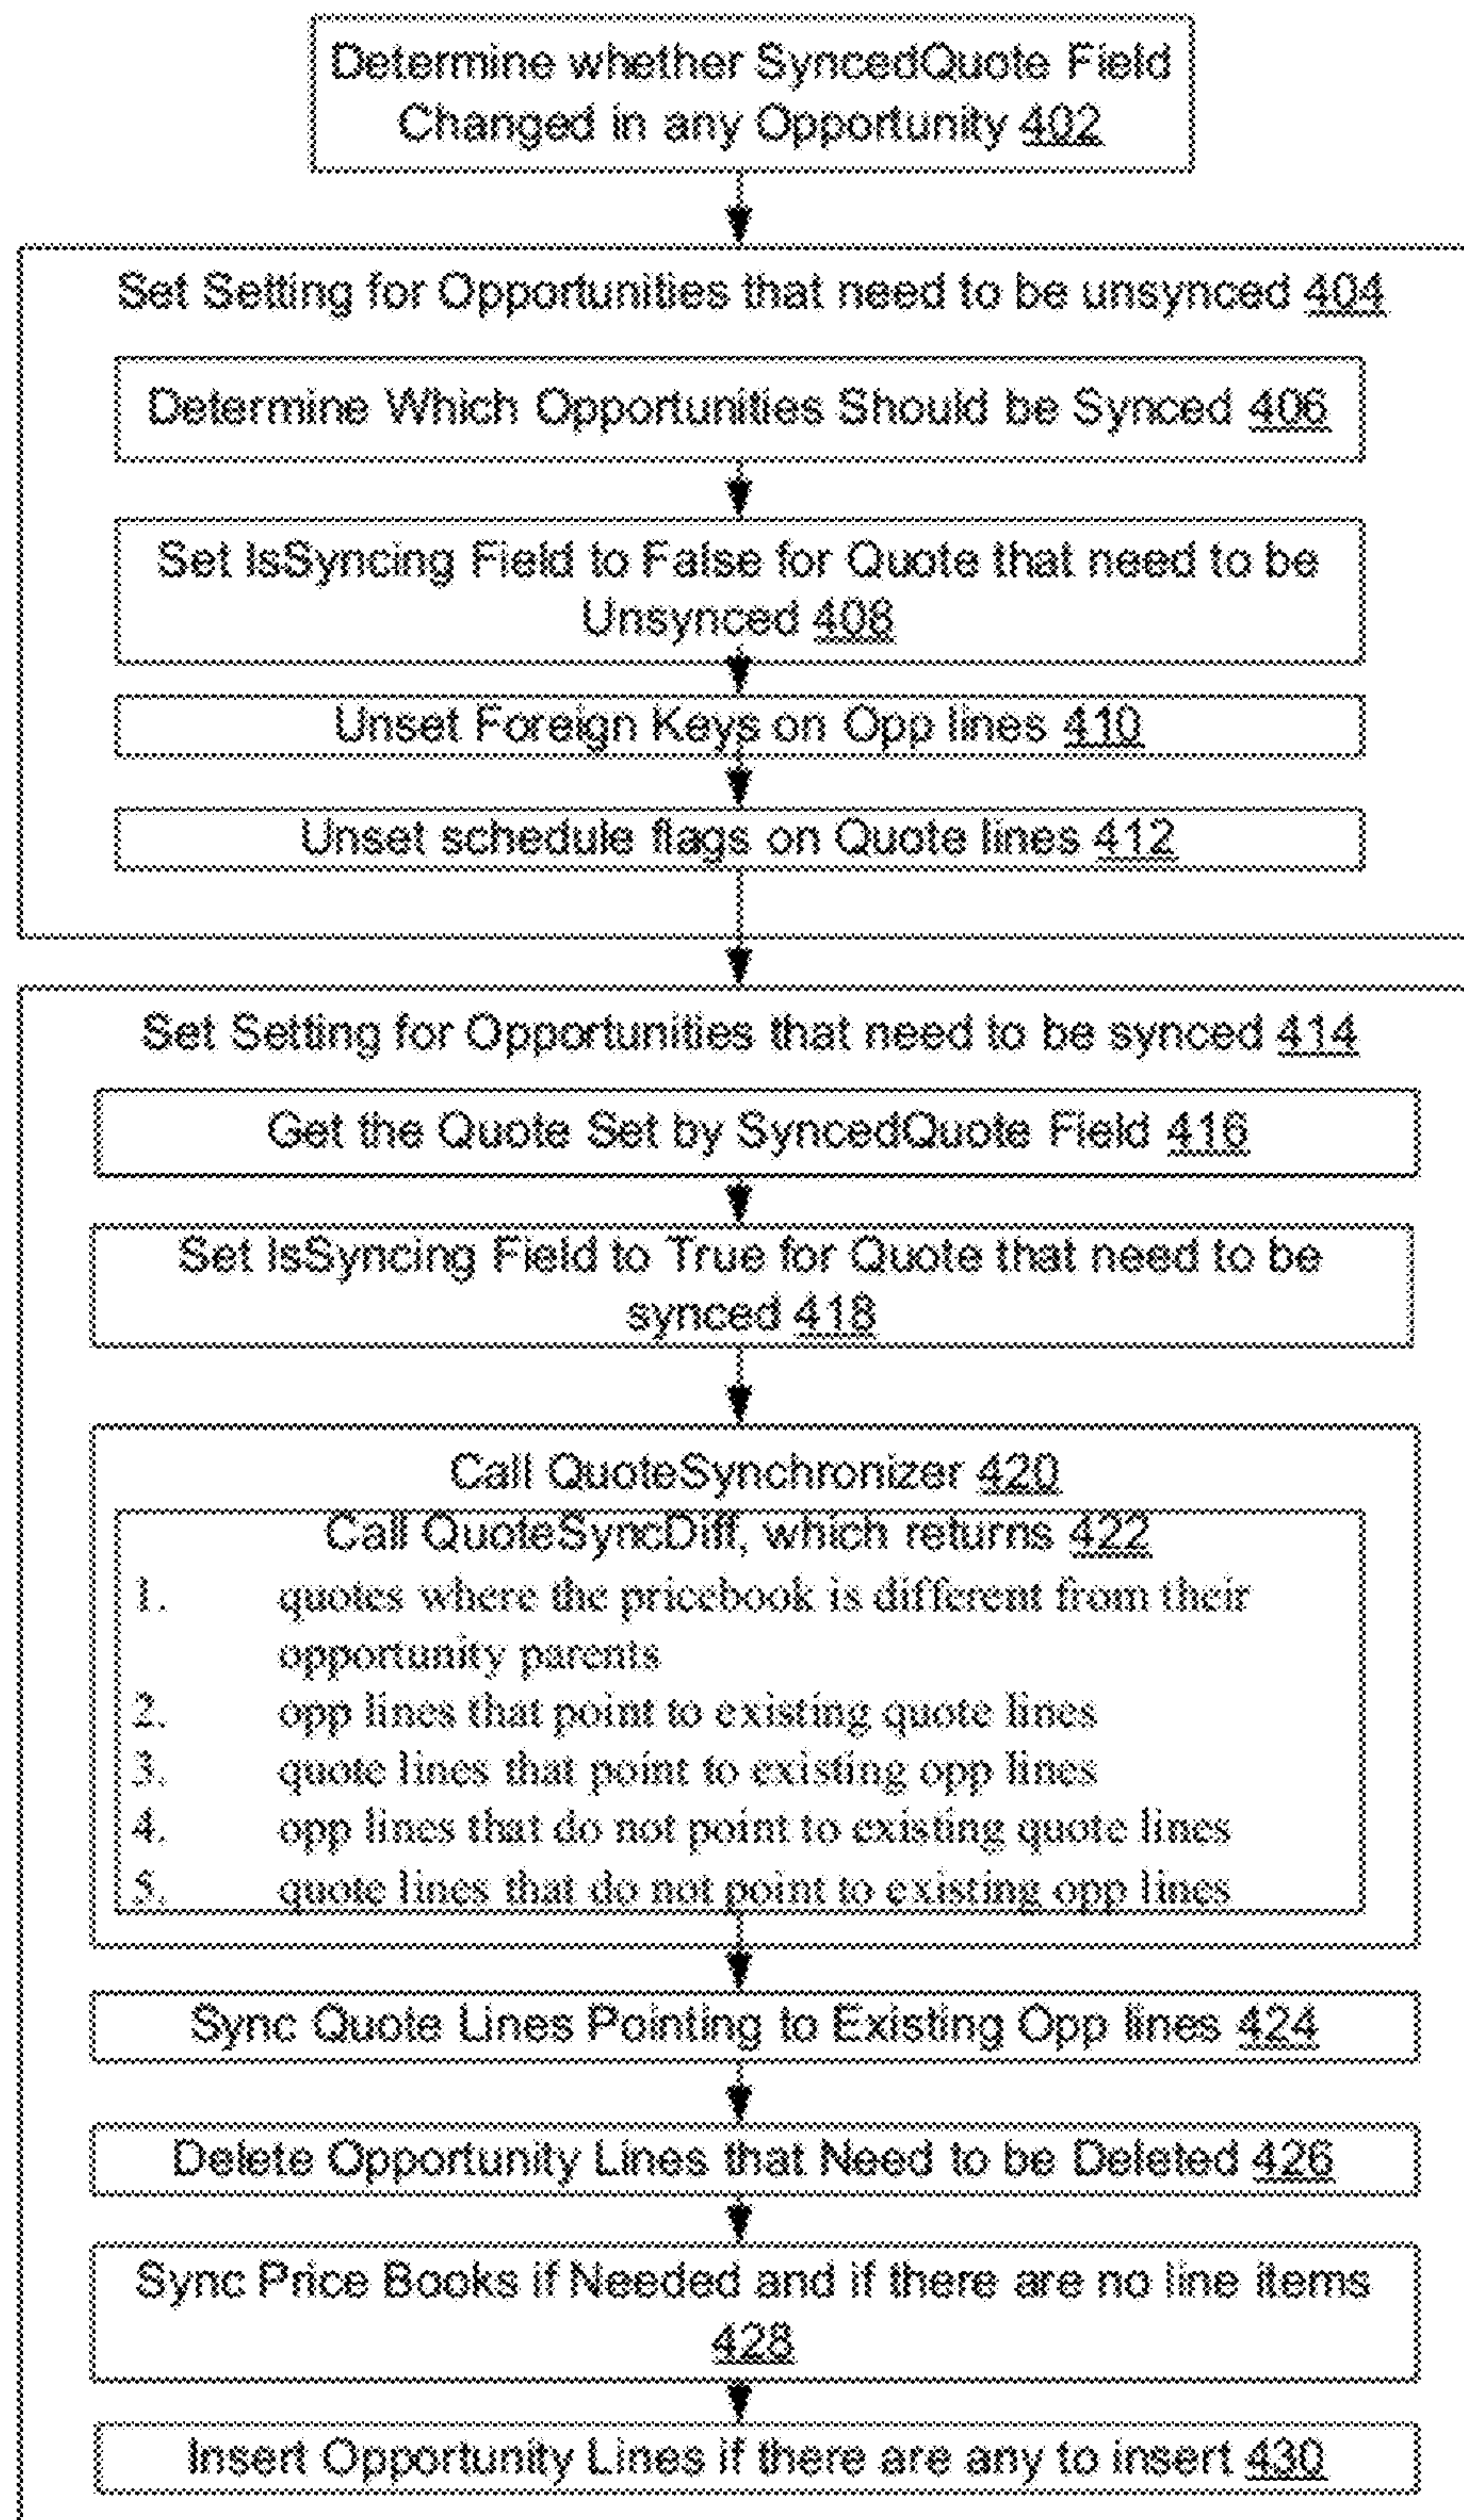 Determine whether SyncedQuote Field
Changed in any Opportunity 402
Set Setting for Opportunities that need to be unsynced 404
Determine Which Opportunities Should be Synced 406
Set IsSyncing Field to False for Quote that need to be
Unsynced 408
Unset Foreign Keys on Opp lines 410
Unset schedule flags on Quote lines 412
Set Setting for Opportunities that need to be synced 414
Get the Quote Set by SyncedQuote Field 416
Set IsSyncing Field to True for Quote that need to be
synced 418
Call QuoteSynchronizer 420
Call QuoteSyncDiff, which returns 422
1. quotes where the pricebook is different from their
opportunity parents
2. opp lines that point to existing quote lines
3. quote lines that point to existing opp lines
4. opp lines that do not point to existing quote lines
5. quote lines that do not point to existing opp lines
Sync Quote Lines Pointing to Existing Opp lines 424
Delete Opportunity Lines that Need to be Deleted 426
Sync Price Books if Needed and if there are no line items
428
Insert Opportunity Lines if there are any to insert 430